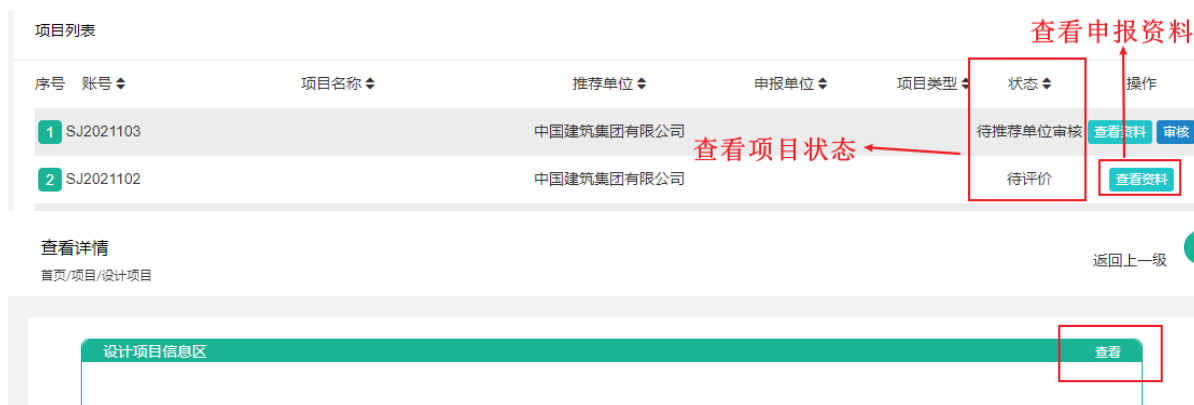 项目列表
查看申报资料
序号 账号 项目名称 推荐单位 申报单位 项目类型 状态 操作
1 SJ2021103 中国建筑集团有限公司 待推荐单位审核 查看资料 审核
查看项目状态
2 SJ2021102 中国建筑集团有限公司 待评价 查看资料
查看详情
首页/项目/设计项目
返回上一级
设计项目信息区 查看